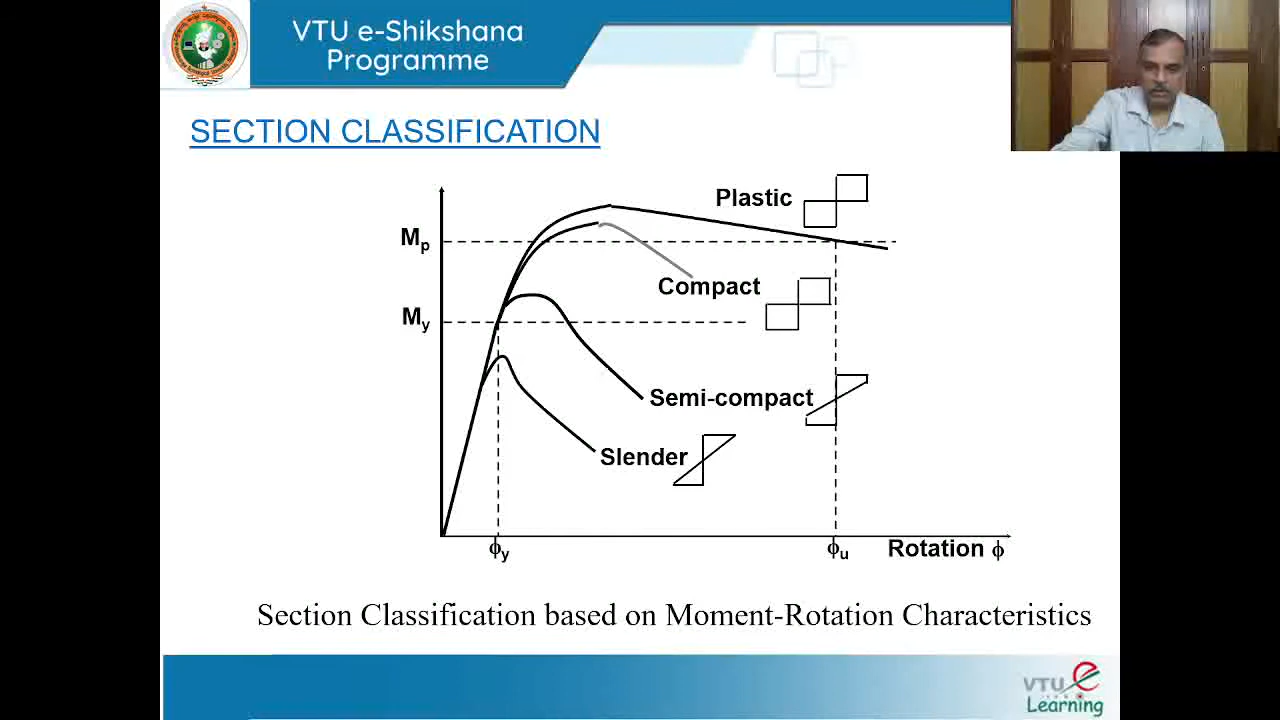 VTU e-Shikshana
Programme
SECTION CLASSIFICATION
Plastic
Mp
Compact
My
Semi-compact
Slender
ϕy
ϕu
Rotation ϕ
Section Classification based on Moment-Rotation Characteristics
VTU e
Learning